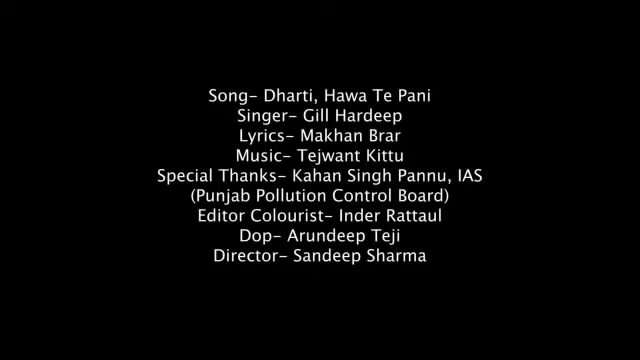 Song- Dharti, Hawa Te Pani
Singer- Gill Hardeep
Lyrics- Makhan Brar
Music- Tejwant Kittu
Special Thanks- Kahan Singh Pannu, IAS
(Punjab Pollution Control Board)
Editor Colourist- Inder Rattaul
Dop- Arundeep Teji
Director- Sandeep Sharma